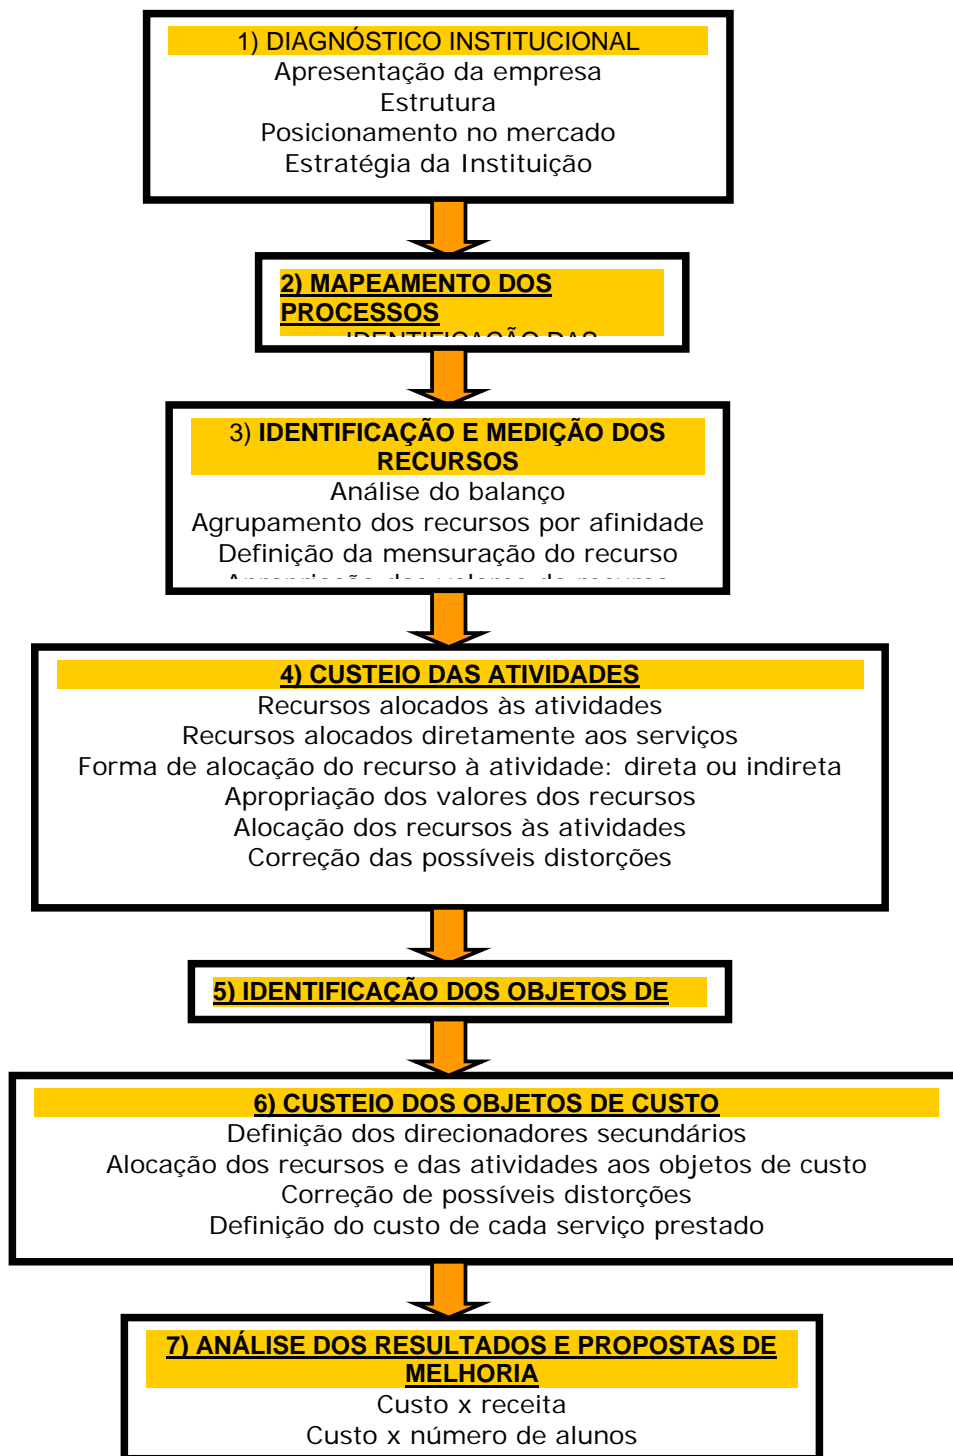 1) DIAGNÓSTICO INSTITUCIONAL
Apresentação da empresa
Estrutura
Posicionamento no mercado
Estratégia da Instituição
2) MAPEAMENTO DOS
PROCESSOS
IDENTIFICAÇÃO DAS
3) IDENTIFICAÇÃO E MEDIÇÃO DOS
RECURSOS
Análise do balanço
Agrupamento dos recursos por afinidade
Definição da mensuração do recurso
4) CUSTEIO DAS ATIVIDADES
Recursos alocados às atividades
Recursos alocados diretamente aos serviços
Forma de alocação do recurso à atividade: direta ou indireta
Apropriação dos valores dos recursos
Alocação dos recursos às atividades
Correção das possíveis distorções
5) IDENTIFICAÇÃO DOS OBJETOS DE
6) CUSTEIO DOS OBJETOS DE CUSTO
Definição dos direcionadores secundários
Alocação dos recursos e das atividades aos objetos de custo
Correção de possíveis distorções
Definição do custo de cada serviço prestado
7) ANÁLISE DOS RESULTADOS E PROPOSTAS DE
MELHORIA
Custo x receita
Custo x número de alunos